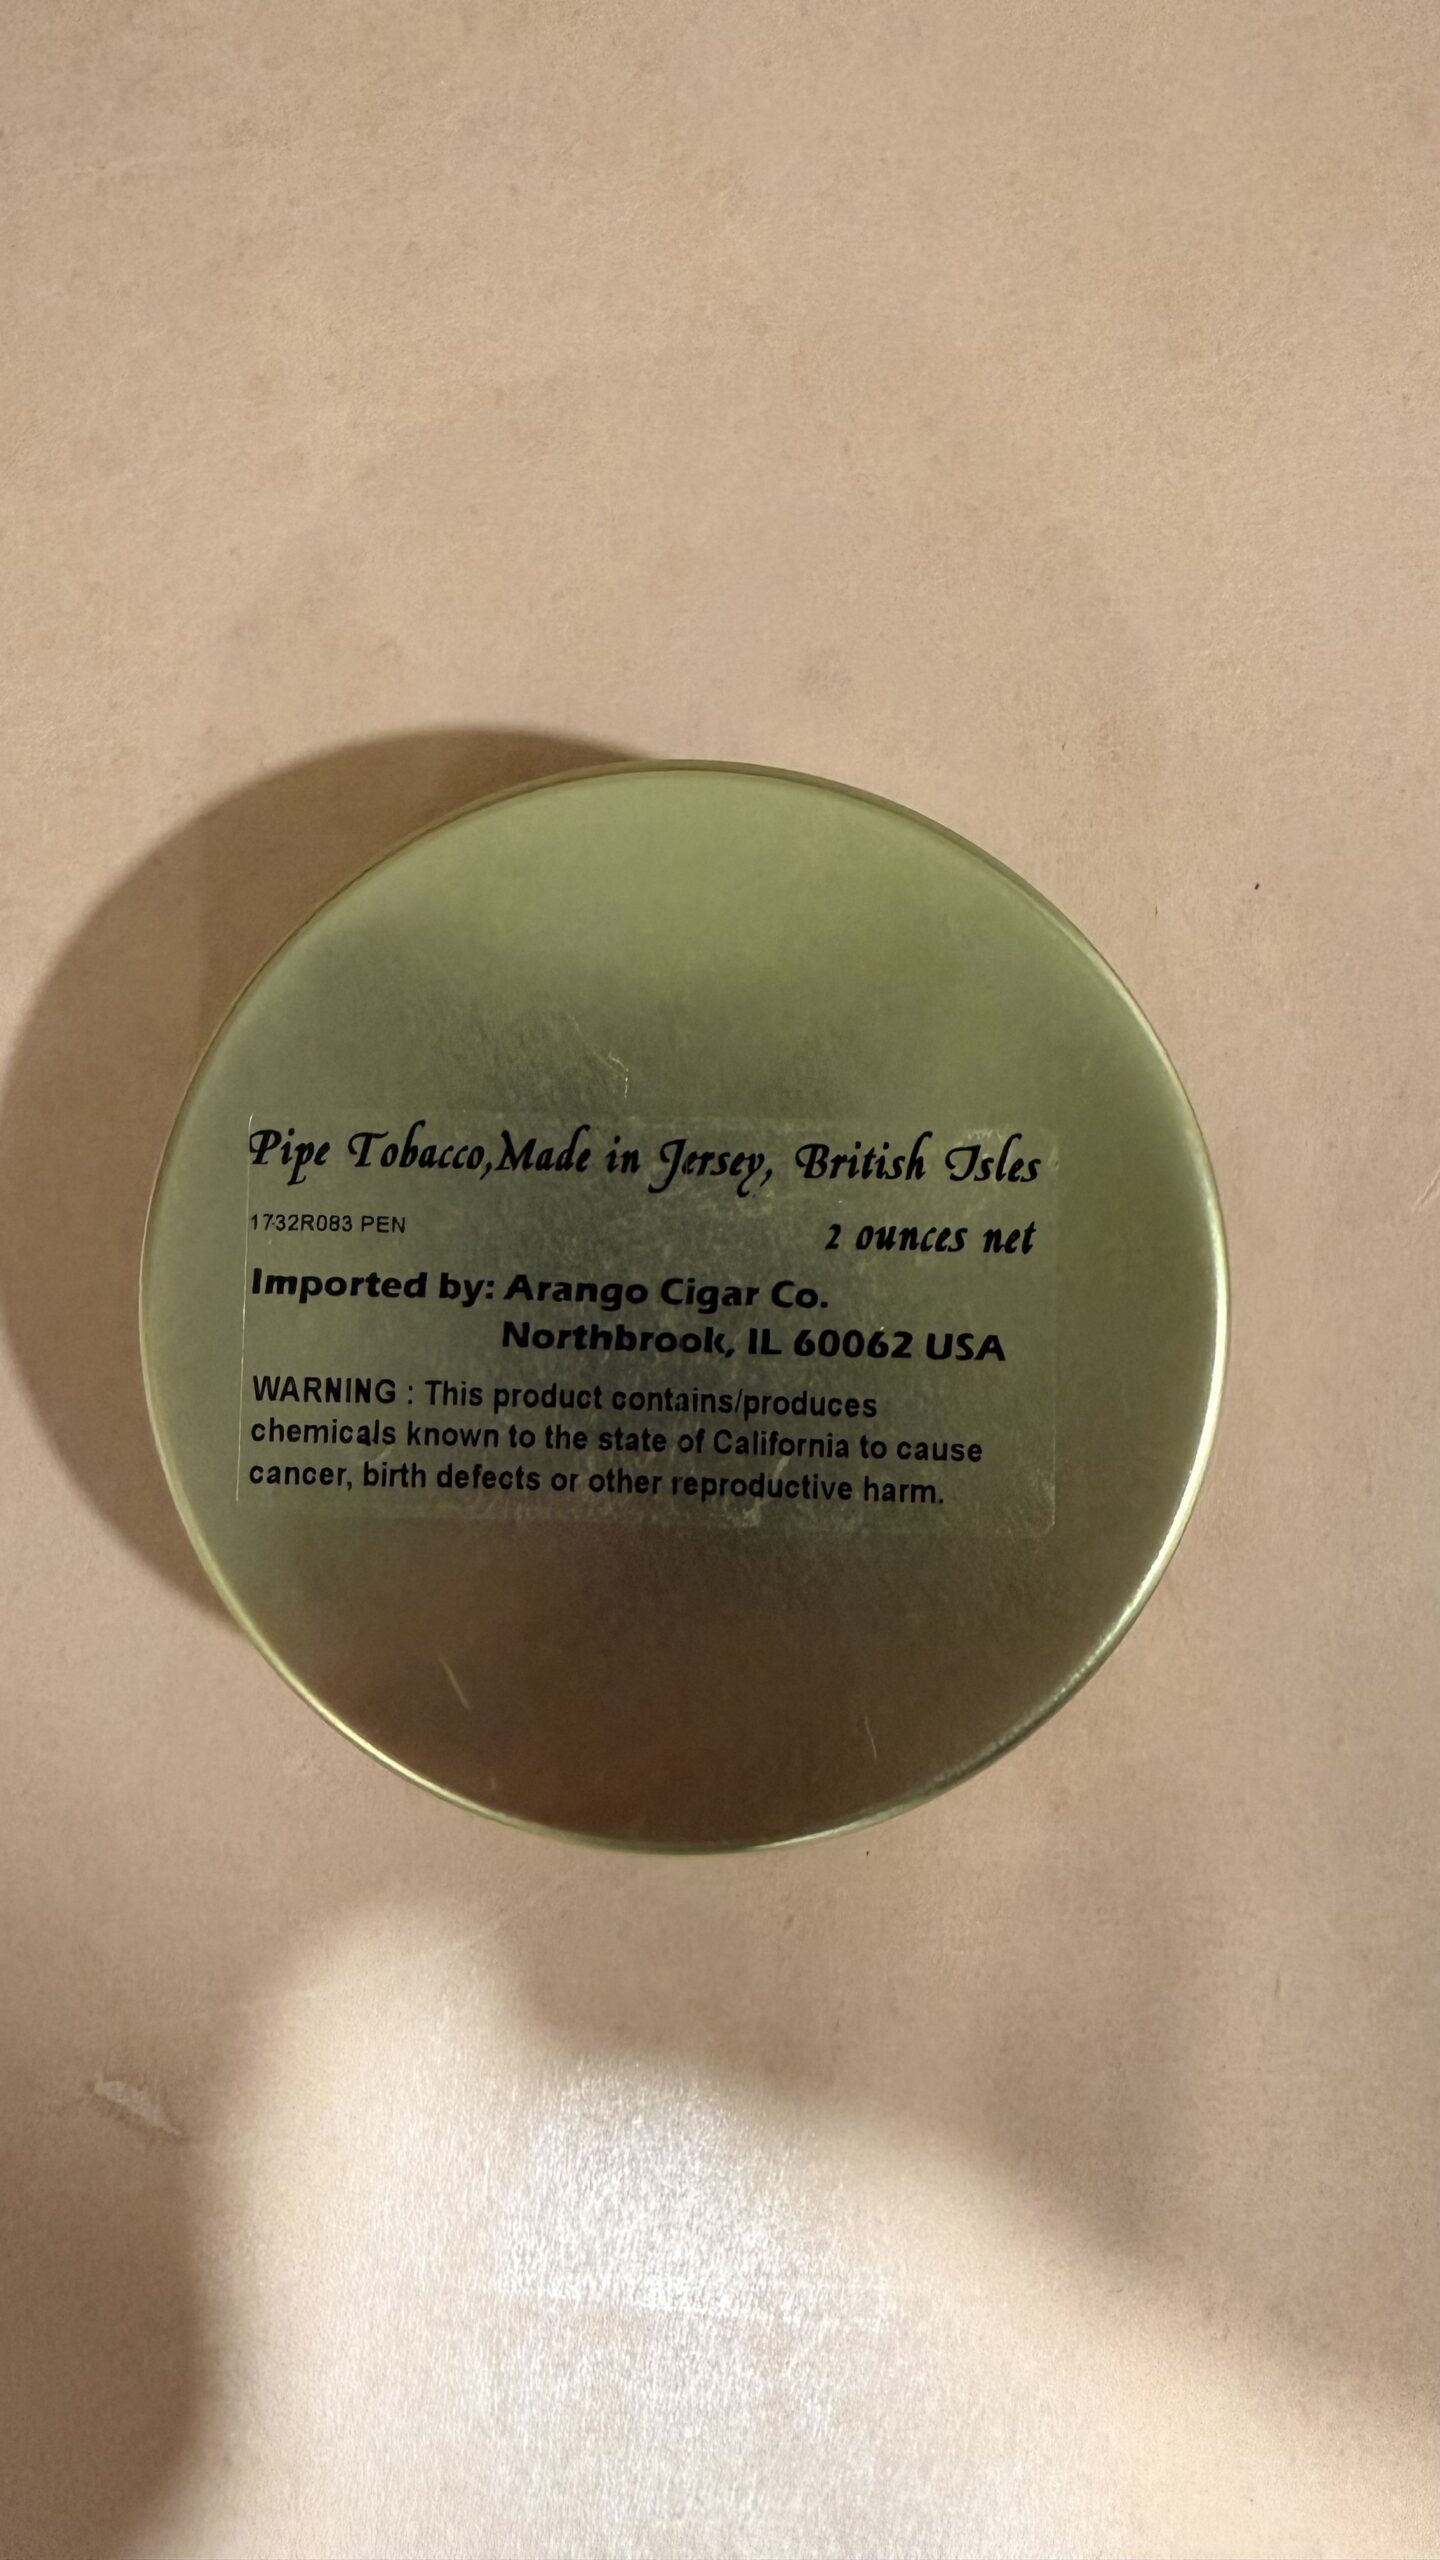 Pipe Tobacco,Made in Jersey, British Isles
1732R083 PEN
2 ounces net
Imported by: Arango Cigar Co.
Northbrook, IL 60062 USA
WARNING : This product contains/produces
chemicals known to the state of California to cause
cancer, birth defects or other reproductive harm.